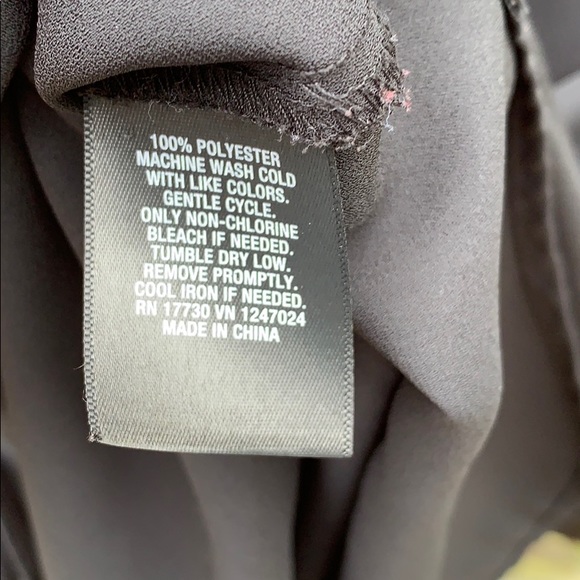 100% POLYESTER
MACHINE WASH COLD
WITH LIKE COLORS.
GENTLE CYCLE.
ONLY NON-CHLORINE
BLEACH IF NEEDED.
TUMBLE DRY LOW.
REMOVE PROMPTLY.
COOL IRON IF NEEDED.
RN 17730 VN 1247024
MADE IN CHINA